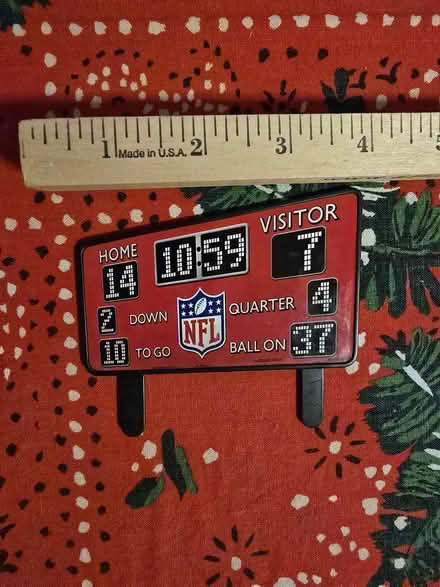 1 Made in U.S.A. 2 3 4 5
VISITOR
HOME 10:59 7
14
2 DOWN NFL QUARTER 4
10 TO GO BALL ON 37